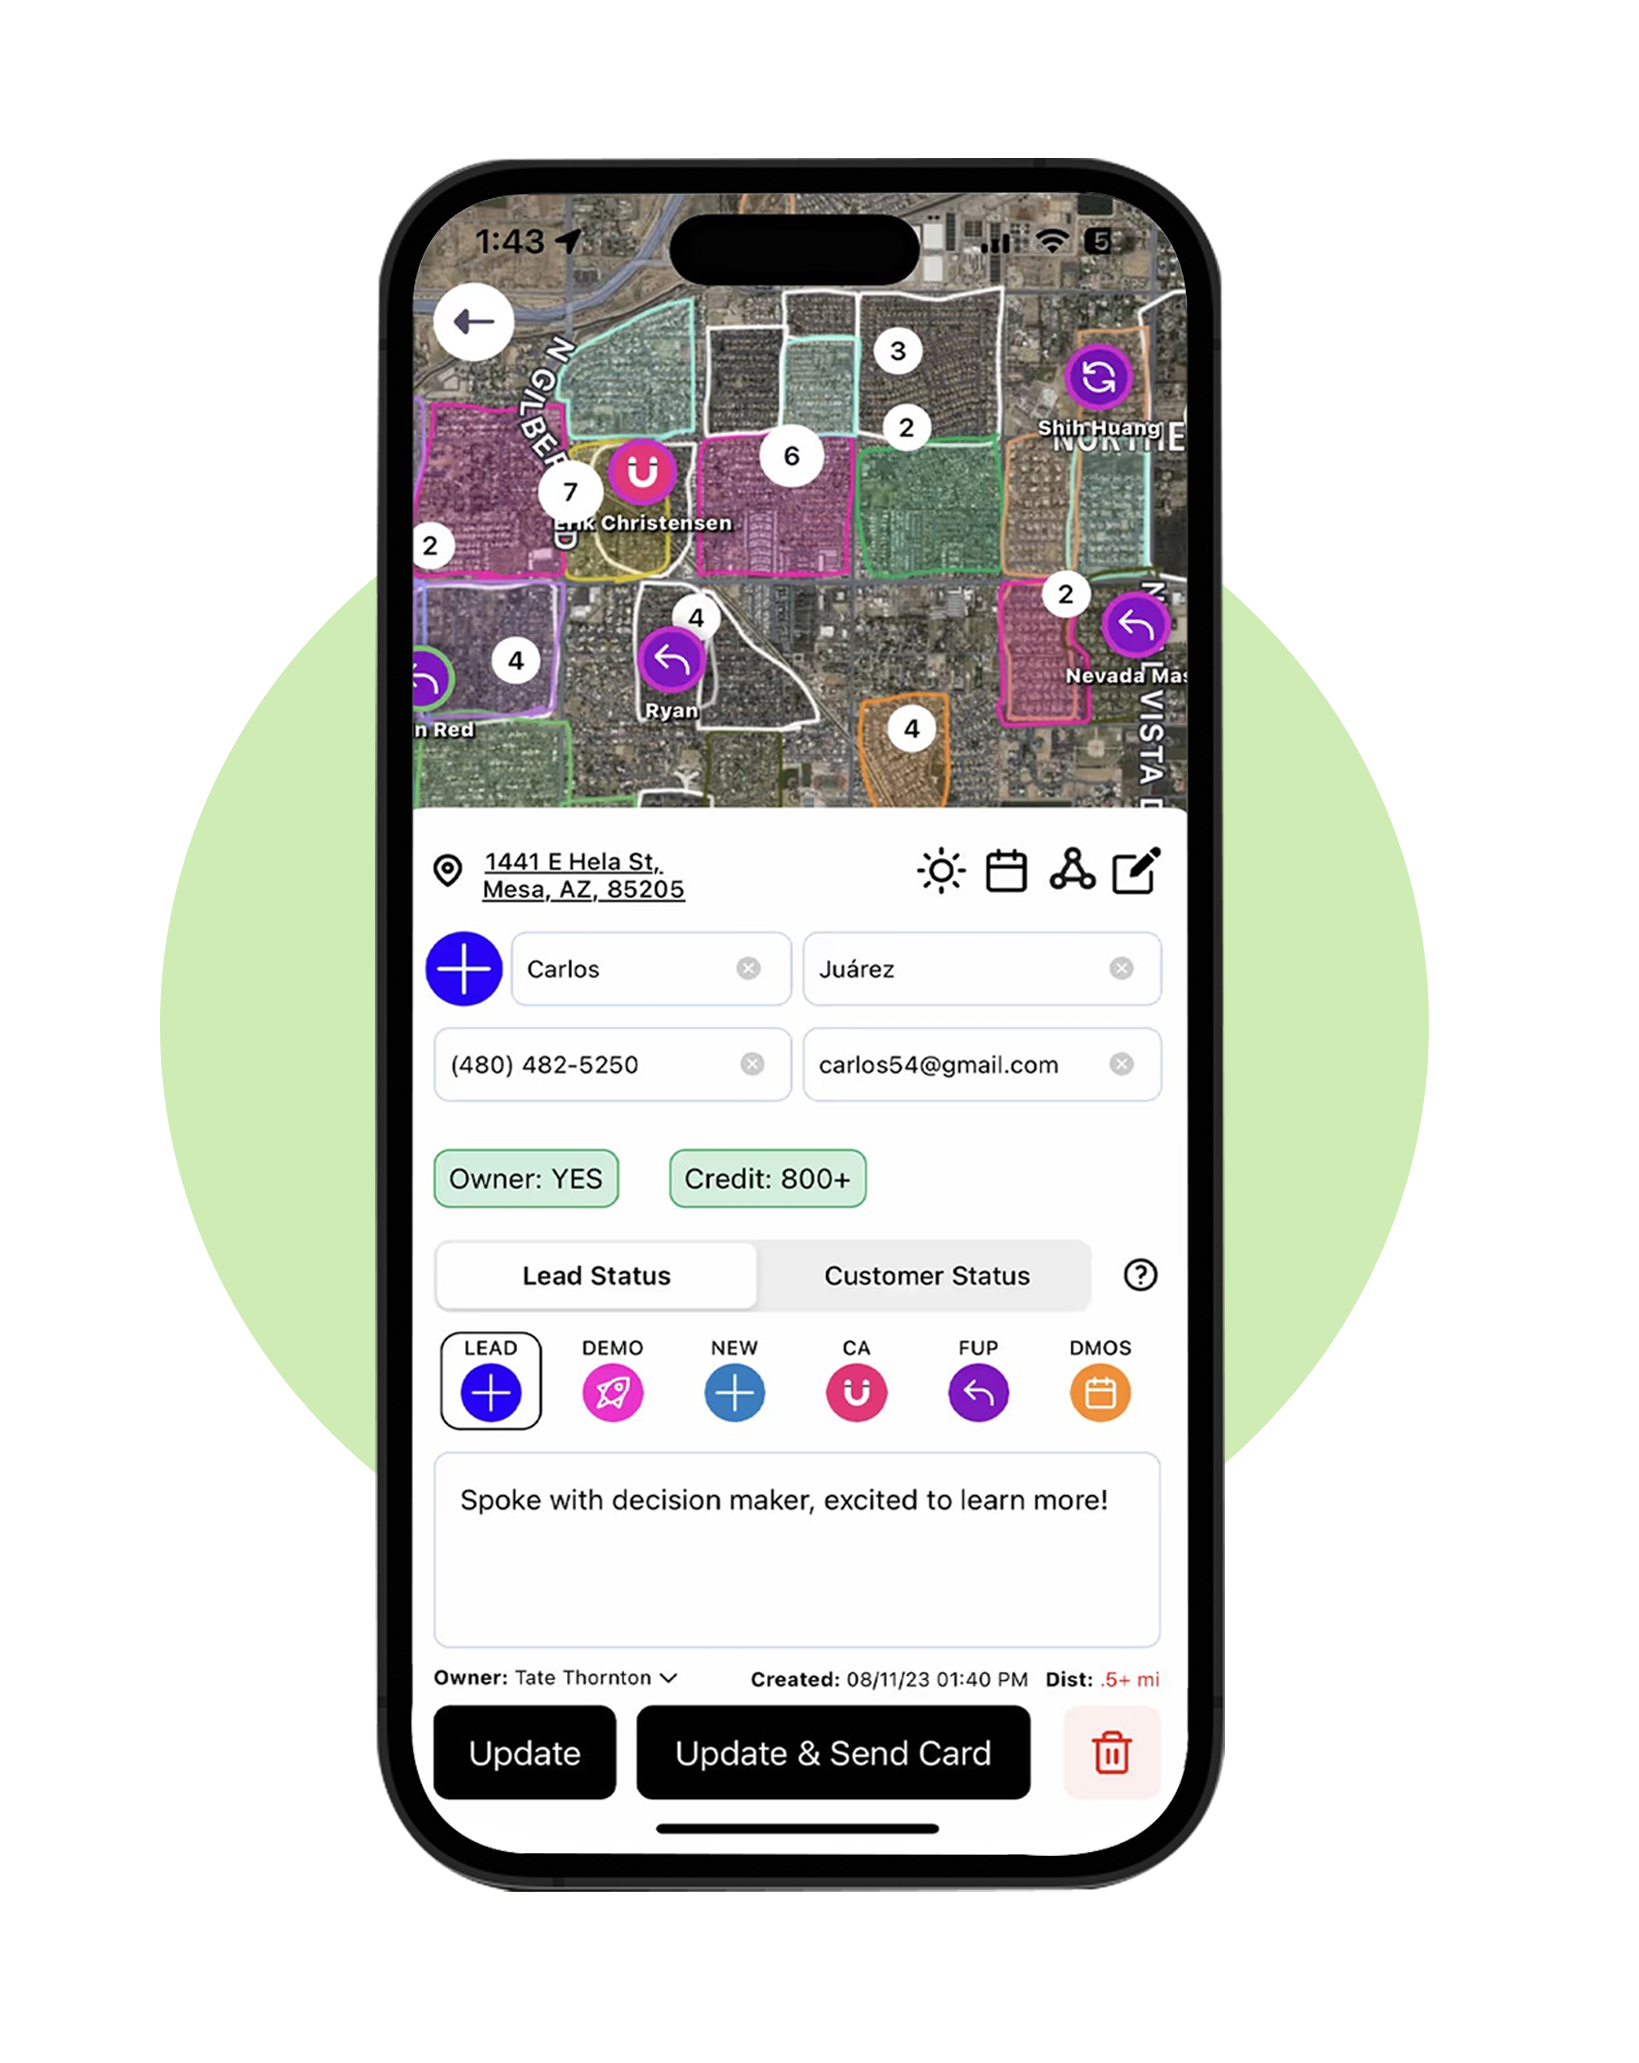 1:43
5
N GILBE
D
3
2
6
7
Erik Christensen
2
Shih Huang
NORTHE
4
4
Ryan
n Red
2
N
Nevada Mas
L VISTA D
4
1441 E Hela St,
Mesa, AZ, 85205
Carlos
Juárez
(480) 482-5250
carlos54@gmail.com
Owner: YES
Credit: 800+
Lead Status
Customer Status
LEAD
DEMO
NEW
CA
FUP
DMOS
Spoke with decision maker, excited to learn more!
Owner: Tate Thornton
Created: 08/11/23 01:40 PM
Dist: .5+ mi
Update
Update & Send Card